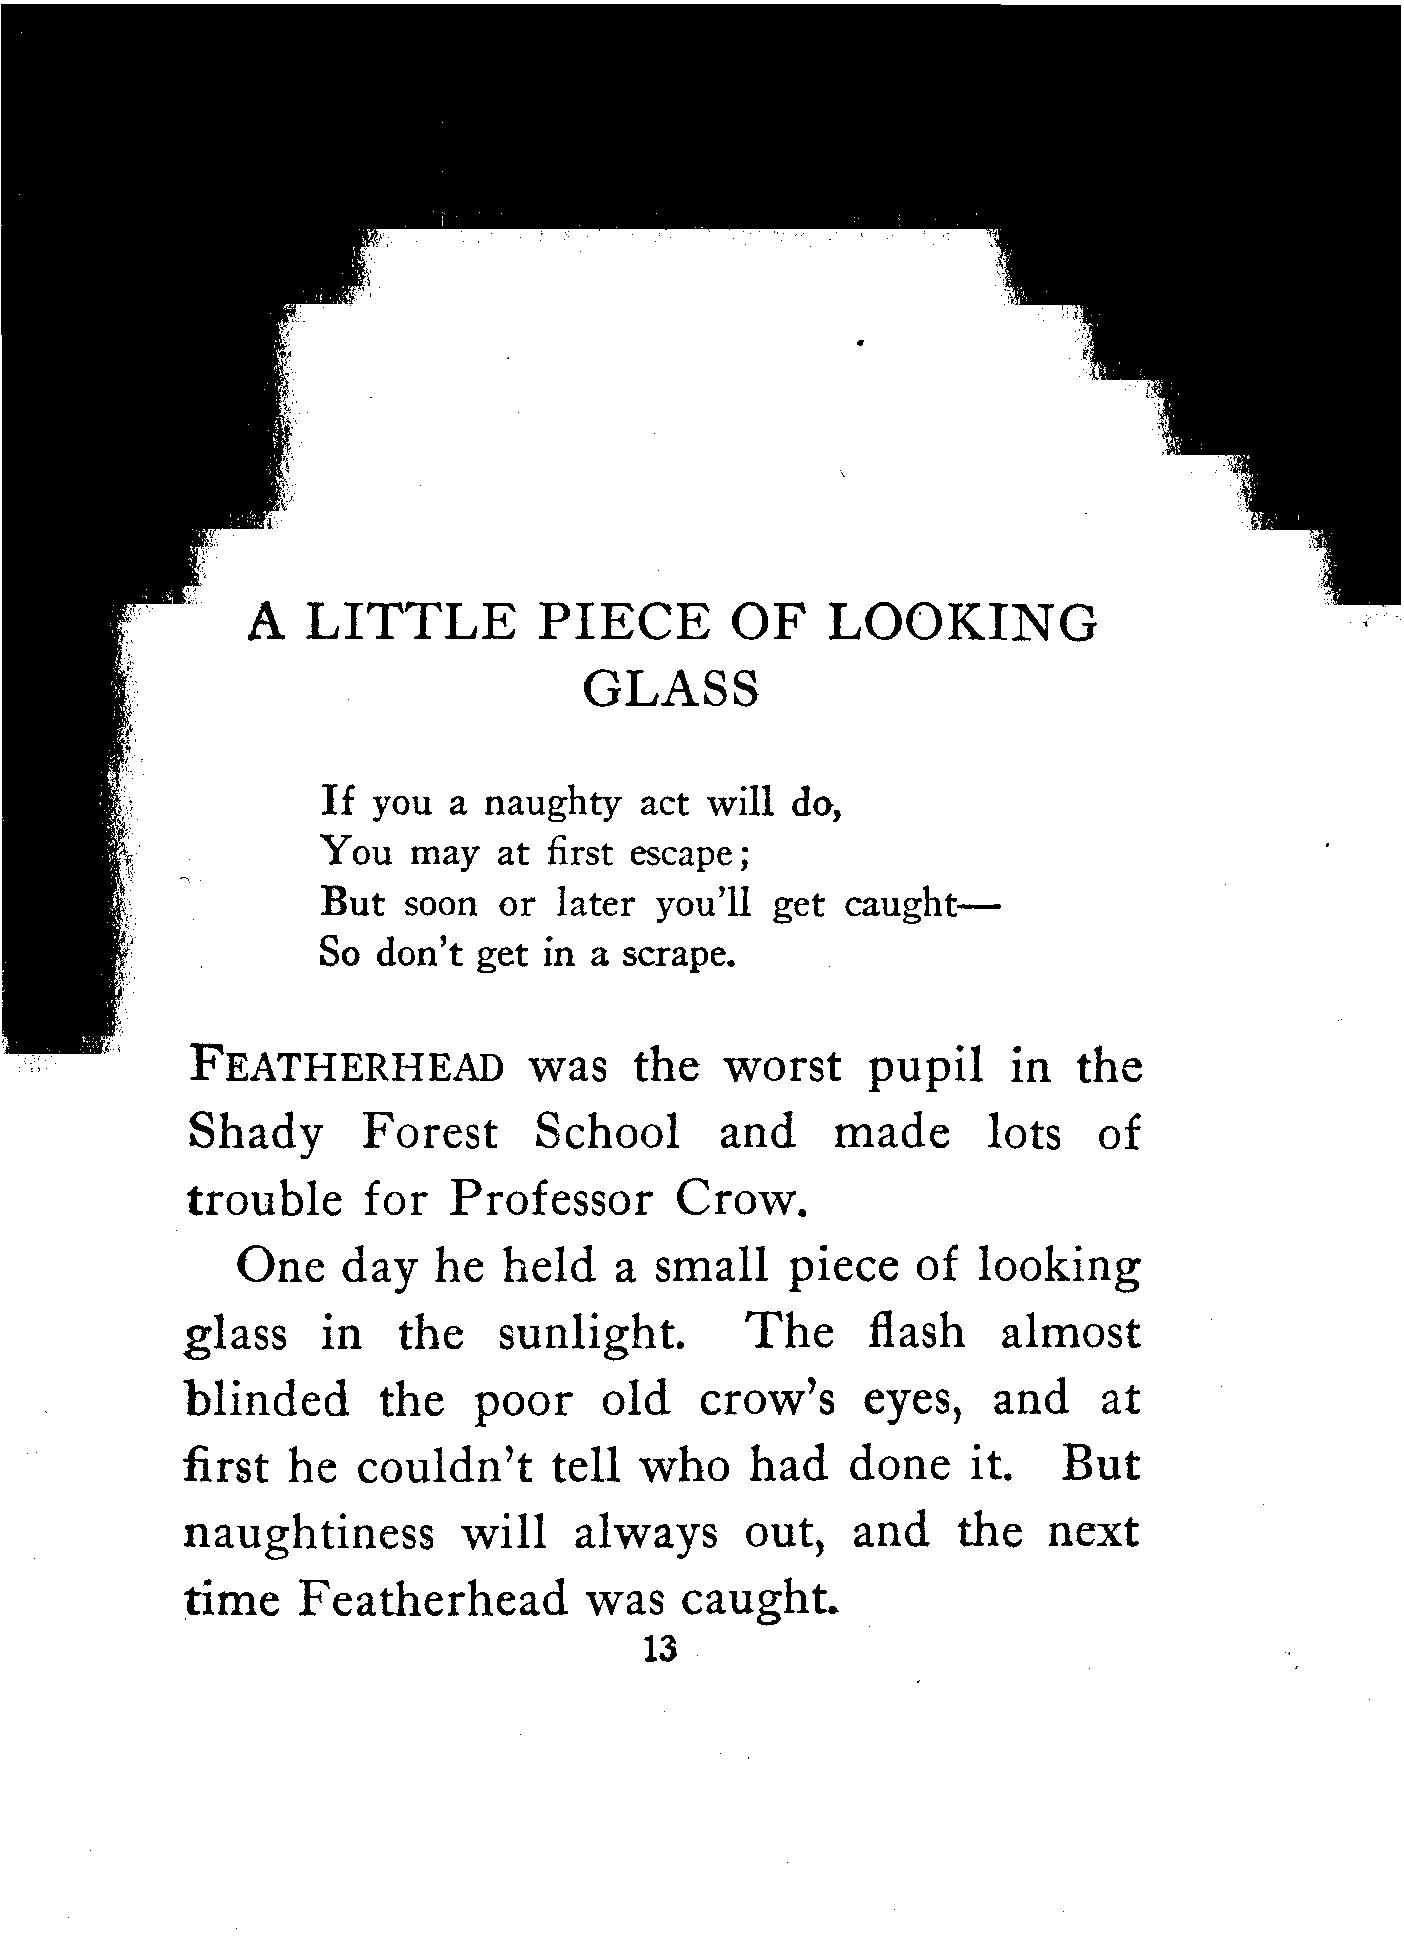 A LITTLE PIECE OF LOOKING
GLASS
If you a naughty act will do,
You may at first escape;
But soon or later you'll get caught—
So don't get in a scrape.
FEATHERHEAD was the worst pupil in the
Shady Forest School and made lots of
trouble for Professor Crow.
One day he held a small piece of looking
glass in the sunlight. The flash almost
blinded the poor old crow's eyes, and at
first he couldn't tell who had done it. But
naughtiness will always out, and the next
time Featherhead was caught.
13